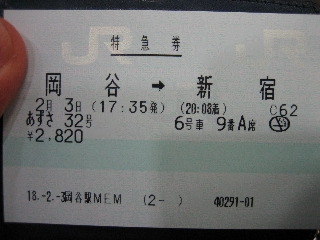 特急券
岡谷 → 新宿
2月 3日 (17:35発) (20:08着) C62
あずさ 32号 6号車 9番A席
¥2,820
18.-2.-3岡谷駅MEM (2- ) 40291-01